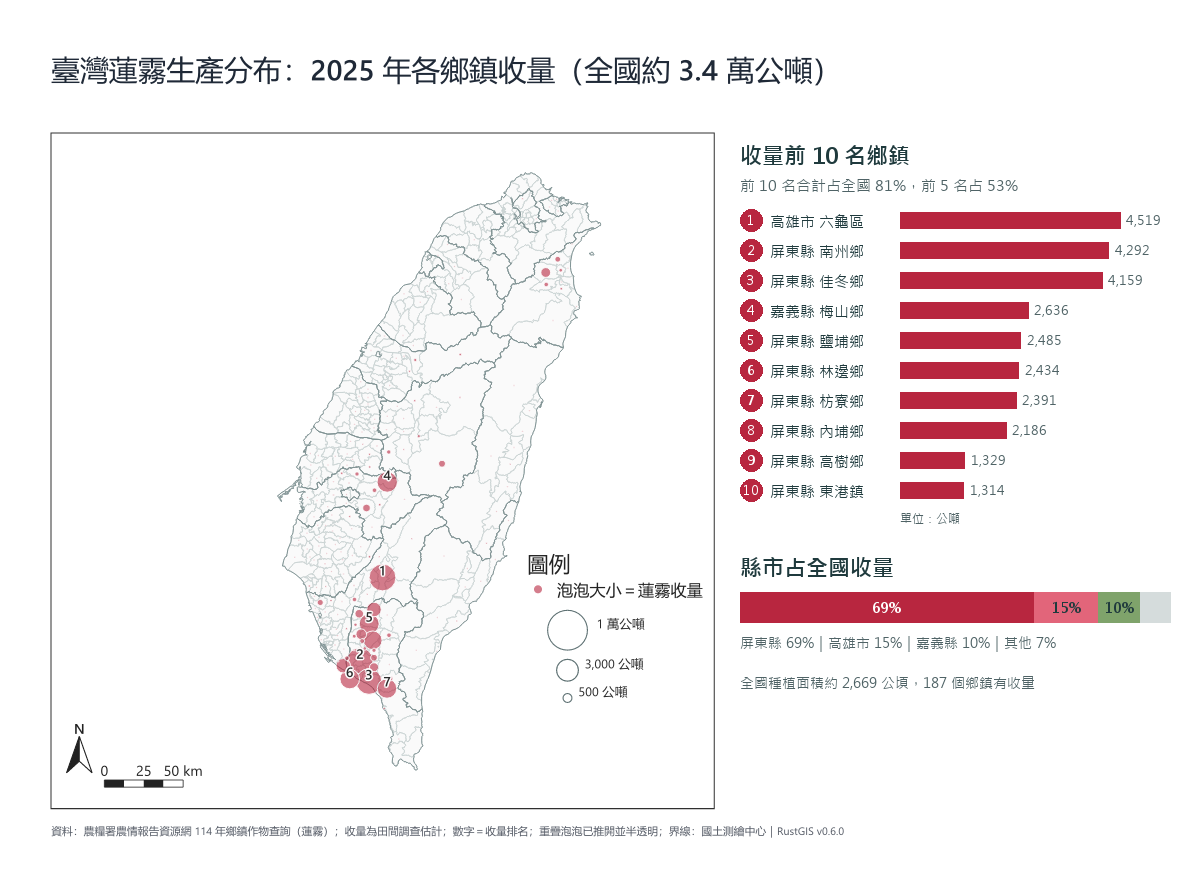 臺灣蓮霧生產分布：2025 年各鄉鎮收量（全國約 3.4 萬公噸）
4
1
5
2
6
3
7
圖例
泡泡大小＝蓮霧收量
1 萬公噸
3,000 公噸
500 公噸
N
0 25 50 km
收量前 10 名鄉鎮
前 10 名合計占全國 81%，前 5 名占 53%
1 高雄市 六龜區 4,519
2 屏東縣 南州鄉 4,292
3 屏東縣 佳冬鄉 4,159
4 嘉義縣 梅山鄉 2,636
5 屏東縣 鹽埔鄉 2,485
6 屏東縣 林邊鄉 2,434
7 屏東縣 枋寮鄉 2,391
8 屏東縣 內埔鄉 2,186
9 屏東縣 高樹鄉 1,329
10 屏東縣 東港鎮 1,314
單位：公噸
縣市占全國收量
69% 15% 10%
屏東縣 69%｜高雄市 15%｜嘉義縣 10%｜其他 7%
全國種植面積約 2,669 公頃，187 個鄉鎮有收量
資料：農糧署農情報告資源網 114 年鄉鎮作物查詢（蓮霧）；收量為田間調查估計；數字＝收量排名；重疊泡泡已推開並半透明；界線：國土測繪中心｜RustGIS v0.6.0